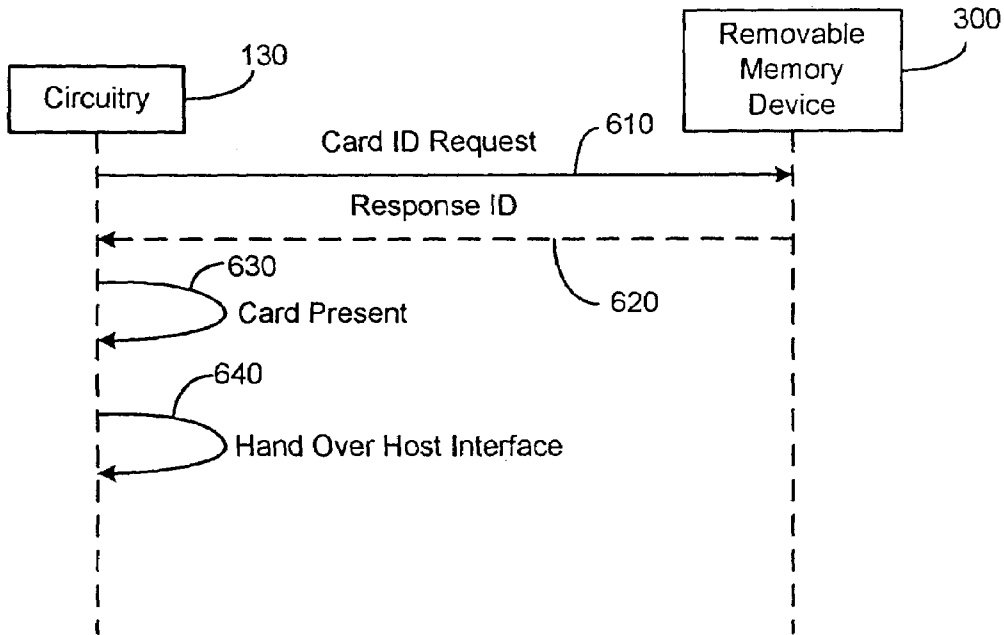 130
Circuitry
Removable
Memory
Device
300
Card ID Request
610
Response ID
620
630
Card Present
640
Hand Over Host Interface